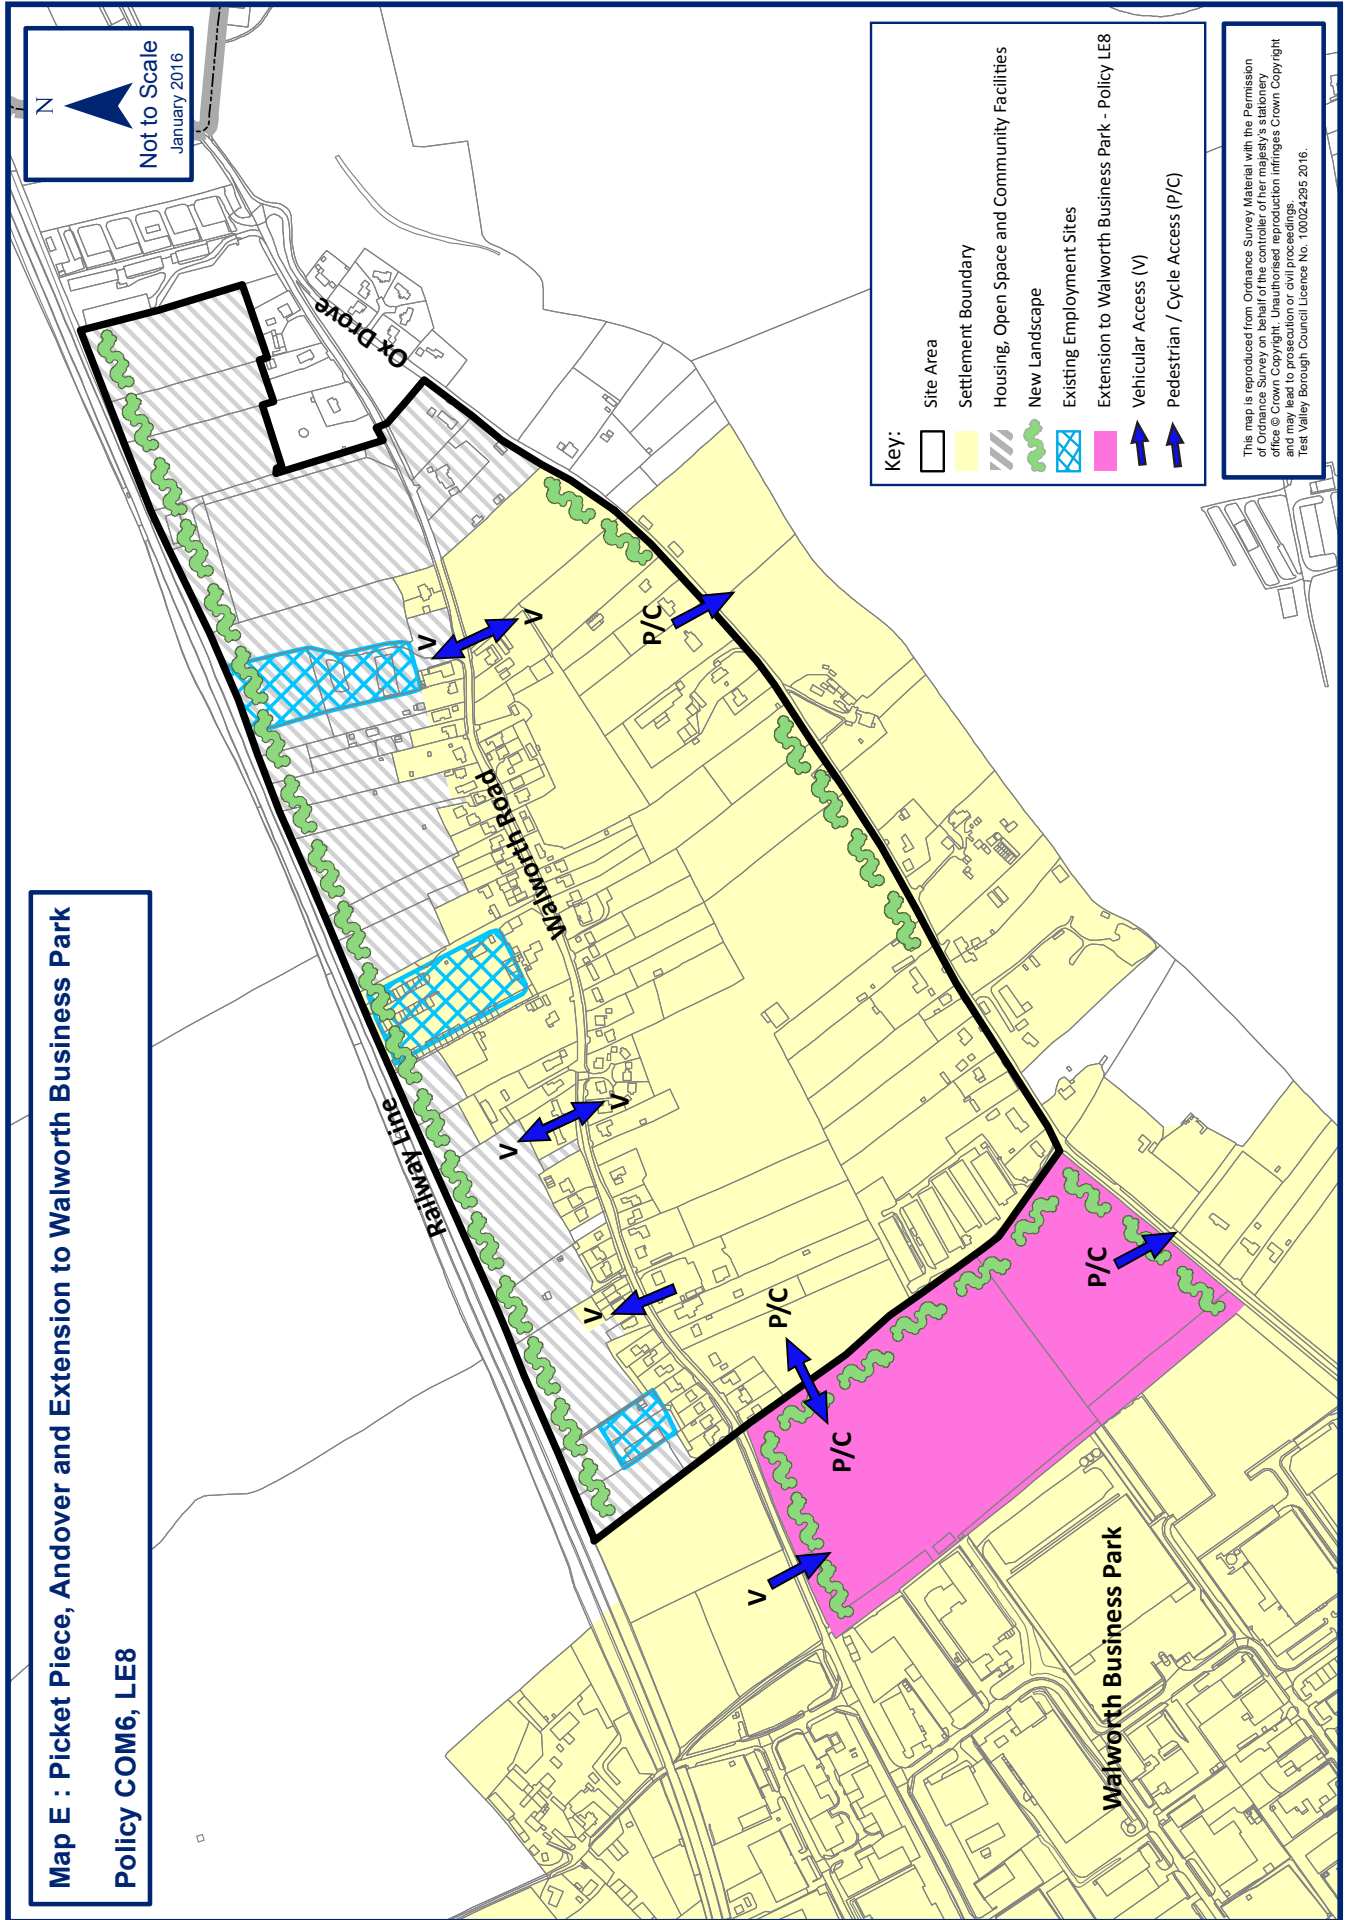 Map E : Picket Piece, Andover and Extension to Walworth Business Park
Policy COM6, LE8
N
Not to Scale
January 2016
Railway Line
Walworth Road
Ox Drove
V
V
V
V
V
V
P/C
P/C
P/C
P/C
Walworth Business Park
Key:
Site Area
Settlement Boundary
Housing, Open Space and Community Facilities
New Landscape
Existing Employment Sites
Extension to Walworth Business Park - Policy LE8
Vehicular Access (V)
Pedestrian / Cycle Access (P/C)
This map is reproduced from Ordnance Survey Material with the Permission
of Ordnance Survey on behalf of the controller of her majesty's stationery
office © Crown Copyright. Unauthorised reproduction infringes Crown Copyright
and may lead to prosecution or civil proceedings.
Test Valley Borough Council Licence No. 100024295 2016.